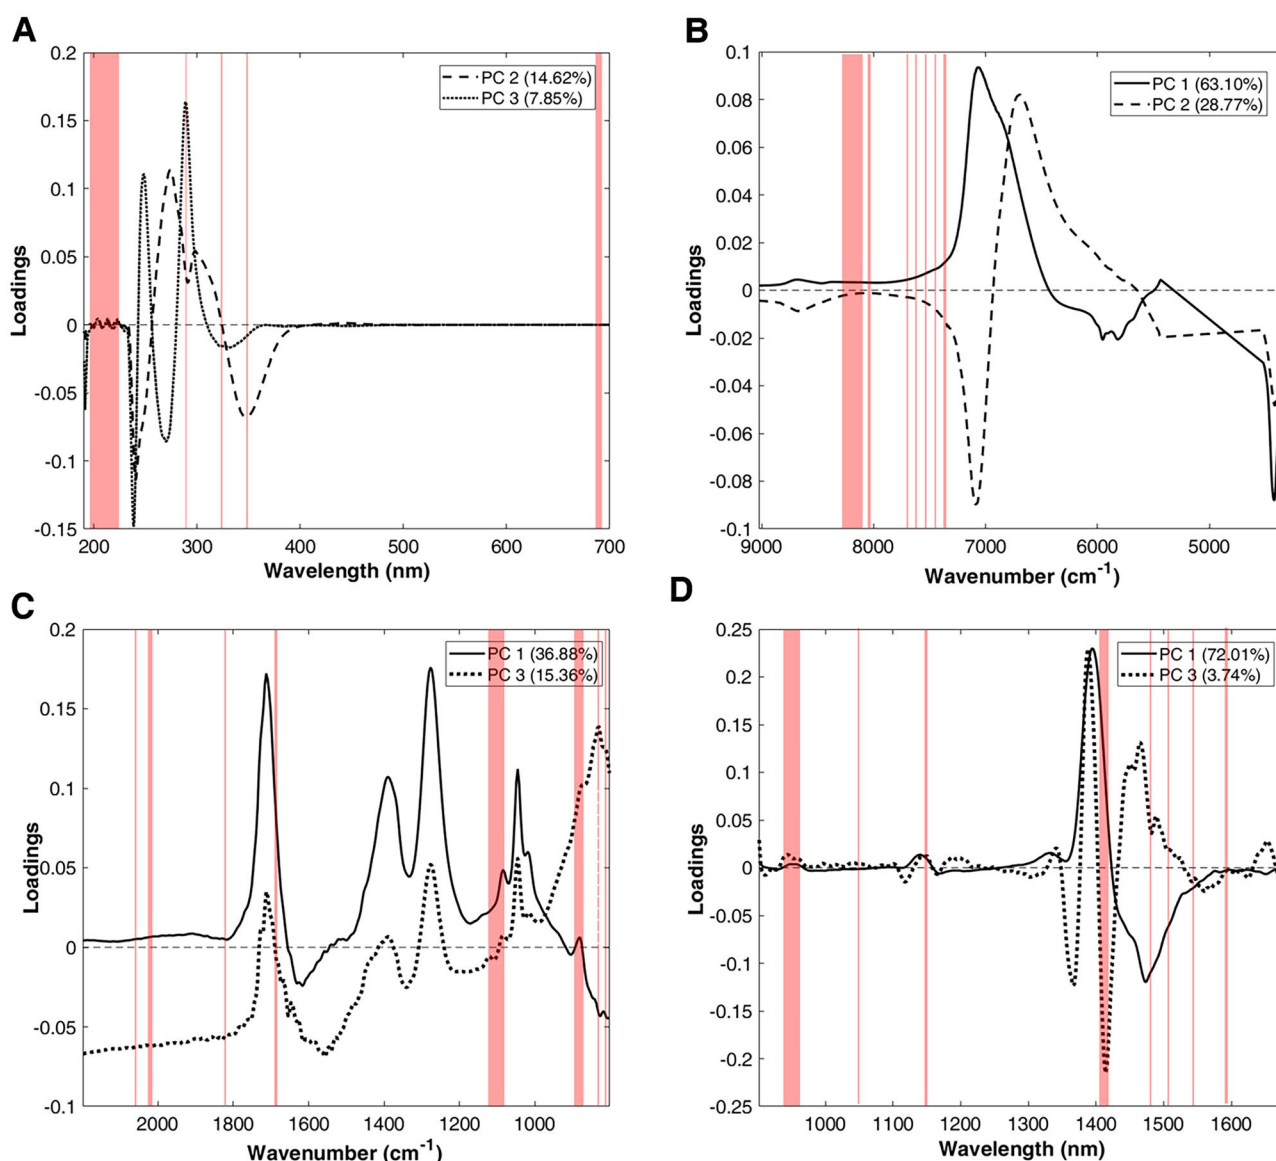 A
0.2
0.15
0.1
0.05
0
-0.05
-0.1
-0.15
Loadings
PC 2 (14.62%)
PC 3 (7.85%)
200 300 400 500 600 700
Wavelength (nm)
B
0.1
0.08
0.06
0.04
0.02
0
-0.02
-0.04
-0.06
-0.08
-0.1
Loadings
PC 1 (63.10%)
PC 2 (28.77%)
9000 8000 7000 6000 5000
Wavenumber (cm-1)
C
0.2
0.15
0.1
0.05
0
-0.05
-0.1
Loadings
PC 1 (36.88%)
PC 3 (15.36%)
2000 1800 1600 1400 1200 1000
Wavenumber (cm-1)
D
0.25
0.2
0.15
0.1
0.05
0
-0.05
-0.1
-0.15
-0.2
-0.25
Loadings
PC 1 (72.01%)
PC 3 (3.74%)
1000 1100 1200 1300 1400 1500 1600
Wavelength (nm)